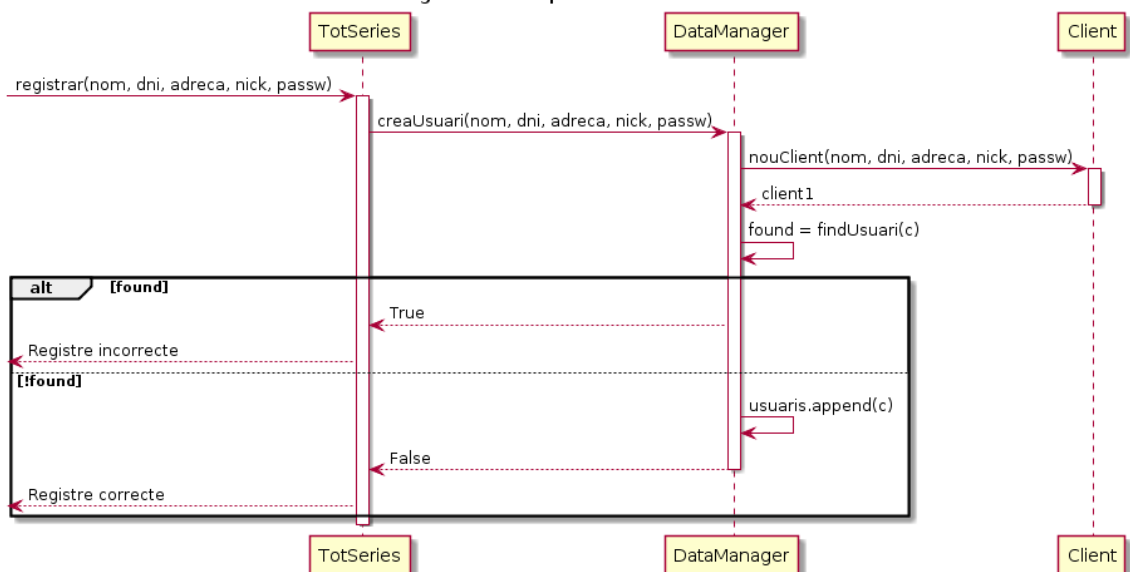 TotSeries
DataManager
Client
registrar(nom, dni, adreca, nick, passw)
creaUsuari(nom, dni, adreca, nick, passw)
nouClient(nom, dni, adreca, nick, passw)
client1
found = findUsuari(c)
alt
[found]
True
Registre incorrecte
[!found]
usuaris.append(c)
False
Registre correcte
TotSeries
DataManager
Client